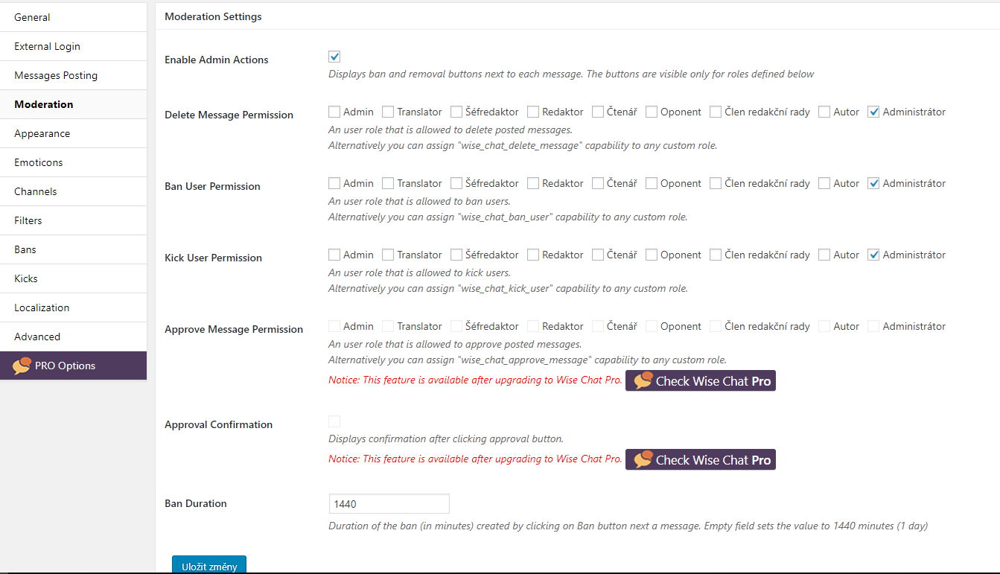 General
External Login
Messages Posting
Moderation
Appearance
Emoticons
Channels
Filters
Bans
Kicks
Localization
Advanced
PRO Options
Moderation Settings
Enable Admin Actions
Displays ban and removal buttons next to each message. The buttons are visible only for roles defined below
Delete Message Permission
Admin Translator Šéfredaktor Redaktor Čtenář Oponent Člen redakční rady Autor Administrátor
An user role that is allowed to delete posted messages.
Alternatively you can assign "wise_chat_delete_message" capability to any custom role.
Ban User Permission
Admin Translator Šéfredaktor Redaktor Čtenář Oponent Člen redakční rady Autor Administrátor
An user role that is allowed to ban users.
Alternatively you can assign "wise_chat_ban_user" capability to any custom role.
Kick User Permission
Admin Translator Šéfredaktor Redaktor Čtenář Oponent Člen redakční rady Autor Administrátor
An user role that is allowed to kick users.
Alternatively you can assign "wise_chat_kick_user" capability to any custom role.
Approve Message Permission
Admin Translator Šéfredaktor Redaktor Čtenář Oponent Člen redakční rady Autor Administrátor
An user role that is allowed to approve posted messages.
Alternatively you can assign "wise_chat_approve_message" capability to any custom role.
Notice: This feature is available after upgrading to Wise Chat Pro. Check Wise Chat Pro
Approval Confirmation
Displays confirmation after clicking approval button.
Notice: This feature is available after upgrading to Wise Chat Pro. Check Wise Chat Pro
Ban Duration
1440
Duration of the ban (in minutes) created by clicking on Ban button next a message. Empty field sets the value to 1440 minutes (1 day)
Uložit změny